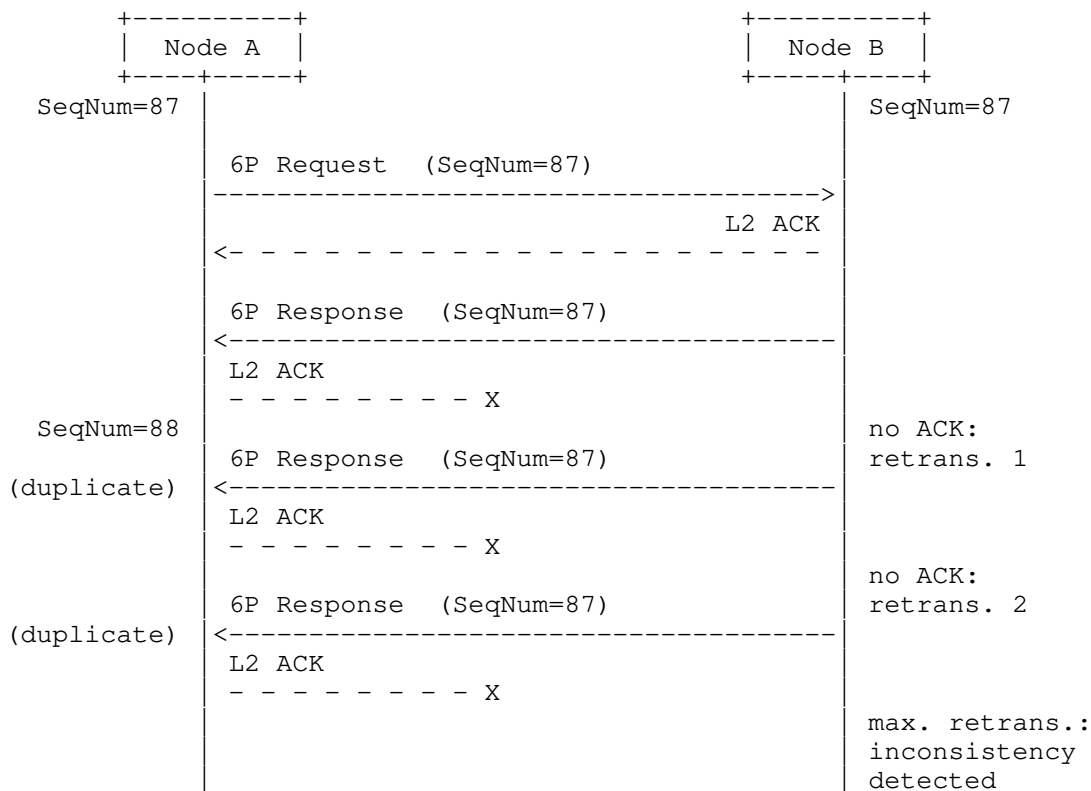 Node A Node B
SeqNum=87 SeqNum=87
6P Request (SeqNum=87)
L2 ACK
6P Response (SeqNum=87)
L2 ACK
X
SeqNum=88 no ACK:
6P Response (SeqNum=87) retrans. 1
(duplicate)
L2 ACK
X
no ACK:
6P Response (SeqNum=87) retrans. 2
(duplicate)
L2 ACK
X
max. retrans.:
inconsistency
detected